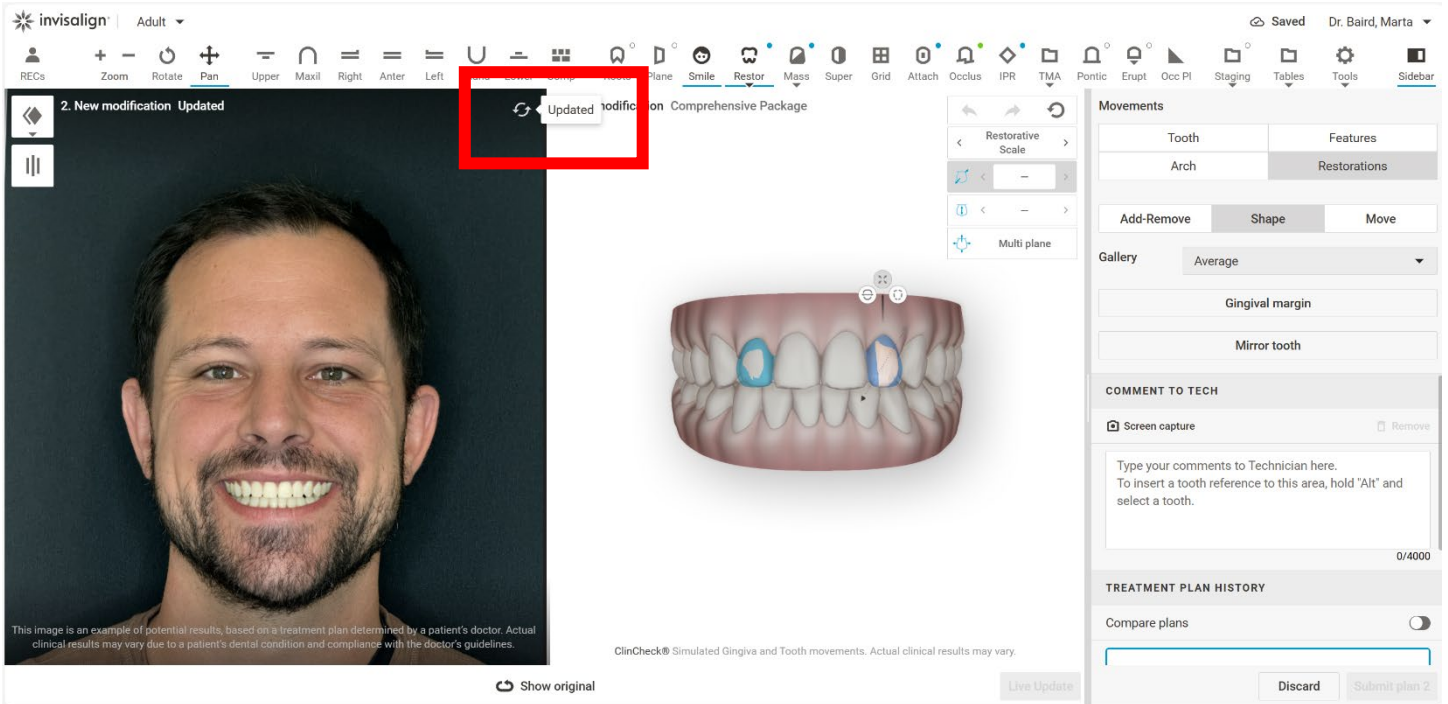 invisalign Adult Saved Dr. Baird, Marta
RECs Zoom Rotate Pan Upper Maxil Right Anter Left Lower Plane Smile Restor Mass Super Grid Attach Occlus IPR TMA Pontic Erupt Occ Pl Staging Tables Tools Sidebar
2. New modification Updated
Updated
modification Comprehensive Package
Restorative
Scale
Multi plane
Movements
Tooth Features
Arch Restorations
Add-Remove Shape Move
Gallery Average
Gingival margin
Mirror tooth
COMMENT TO TECH
Screen capture Remove
Type your comments to Technician here.
To insert a tooth reference to this area, hold "Alt" and
select a tooth.
0/4000
TREATMENT PLAN HISTORY
Compare plans
This image is an example of potential results, based on a treatment plan determined by a patient's doctor. Actual
clinical results may vary due to a patient's dental condition and compliance with the doctor's guidelines.
ClinCheck® Simulated Gingiva and Tooth movements. Actual clinical results may vary.
Show original Live Update Discard Submit plan 2